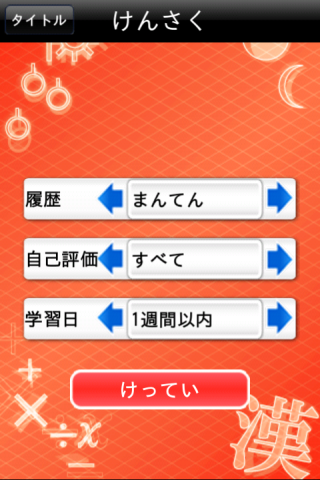 タイトル けんさく
履歴 まんてん
自己評価 すべて
学習日 1週間以内
けってい
+
×÷x
−
漢